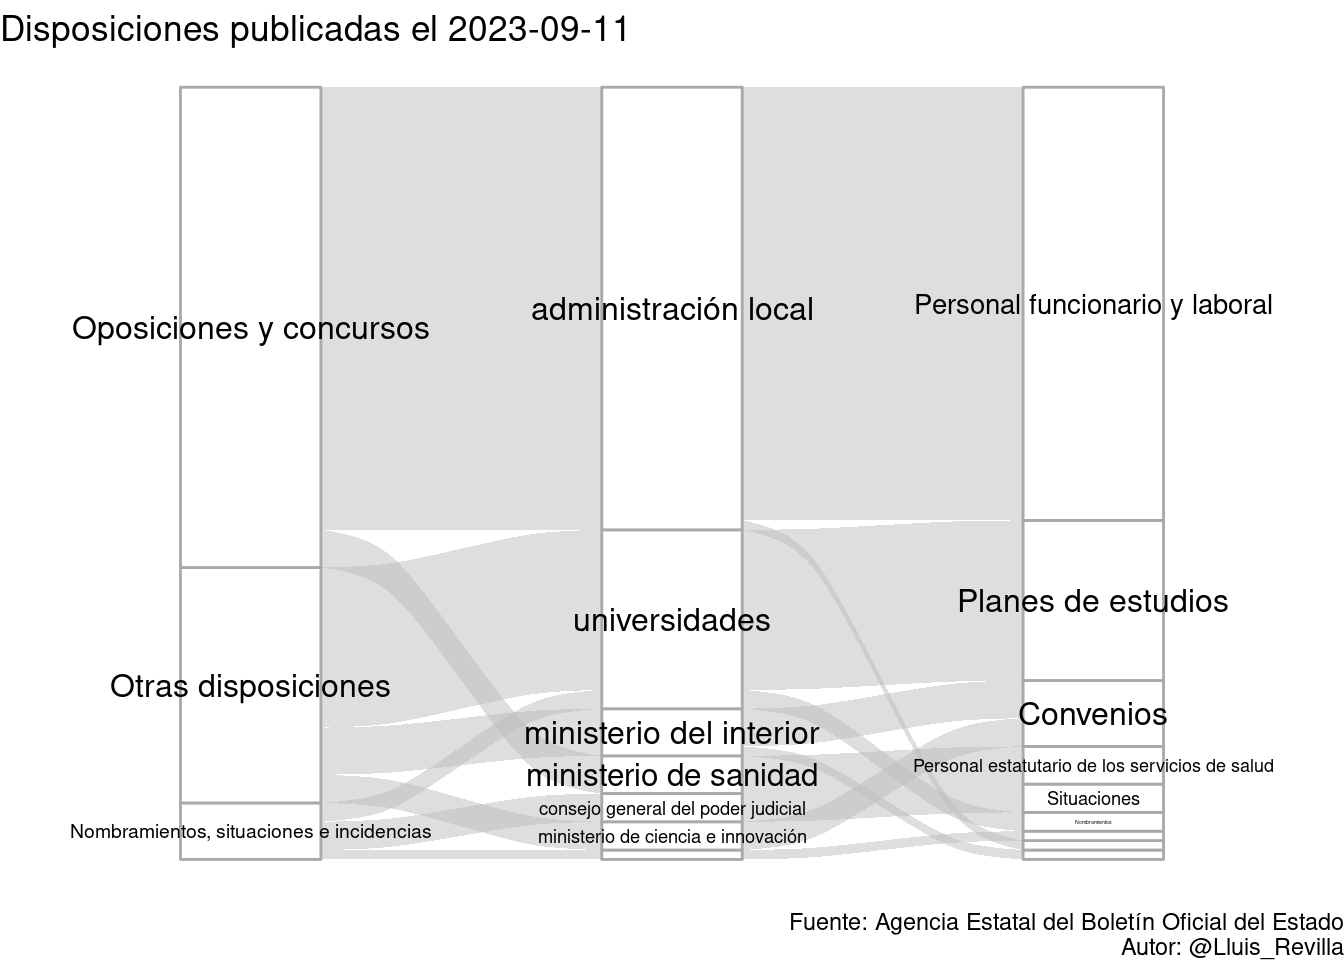 Disposiciones publicadas el 2023-09-11
Oposiciones y concursos
Otras disposiciones
Nombramientos, situaciones e incidencias
administración local
universidades
ministerio del interior
ministerio de sanidad
consejo general del poder judicial
ministerio de ciencia e innovación
Personal funcionario y laboral
Planes de estudios
Convenios
Personal estatutario de los servicios de salud
Situaciones
Nombramientos
Fuente: Agencia Estatal del Boletín Oficial del Estado
Autor: @Lluis_Revilla